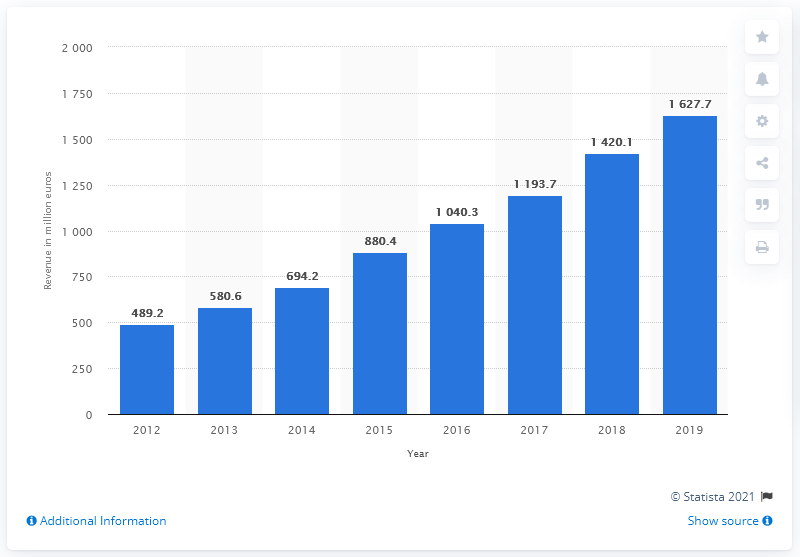 2 000
1 750
1 500
1 250
1 000
750
500
250
0
Revenue in million euros
489.2
580.6
694.2
880.4
1 040.3
1 193.7
1 420.1
1 627.7
2012 2013 2014 2015 2016 2017 2018 2019
Year
© Statista 2021
Additional Information
Show source